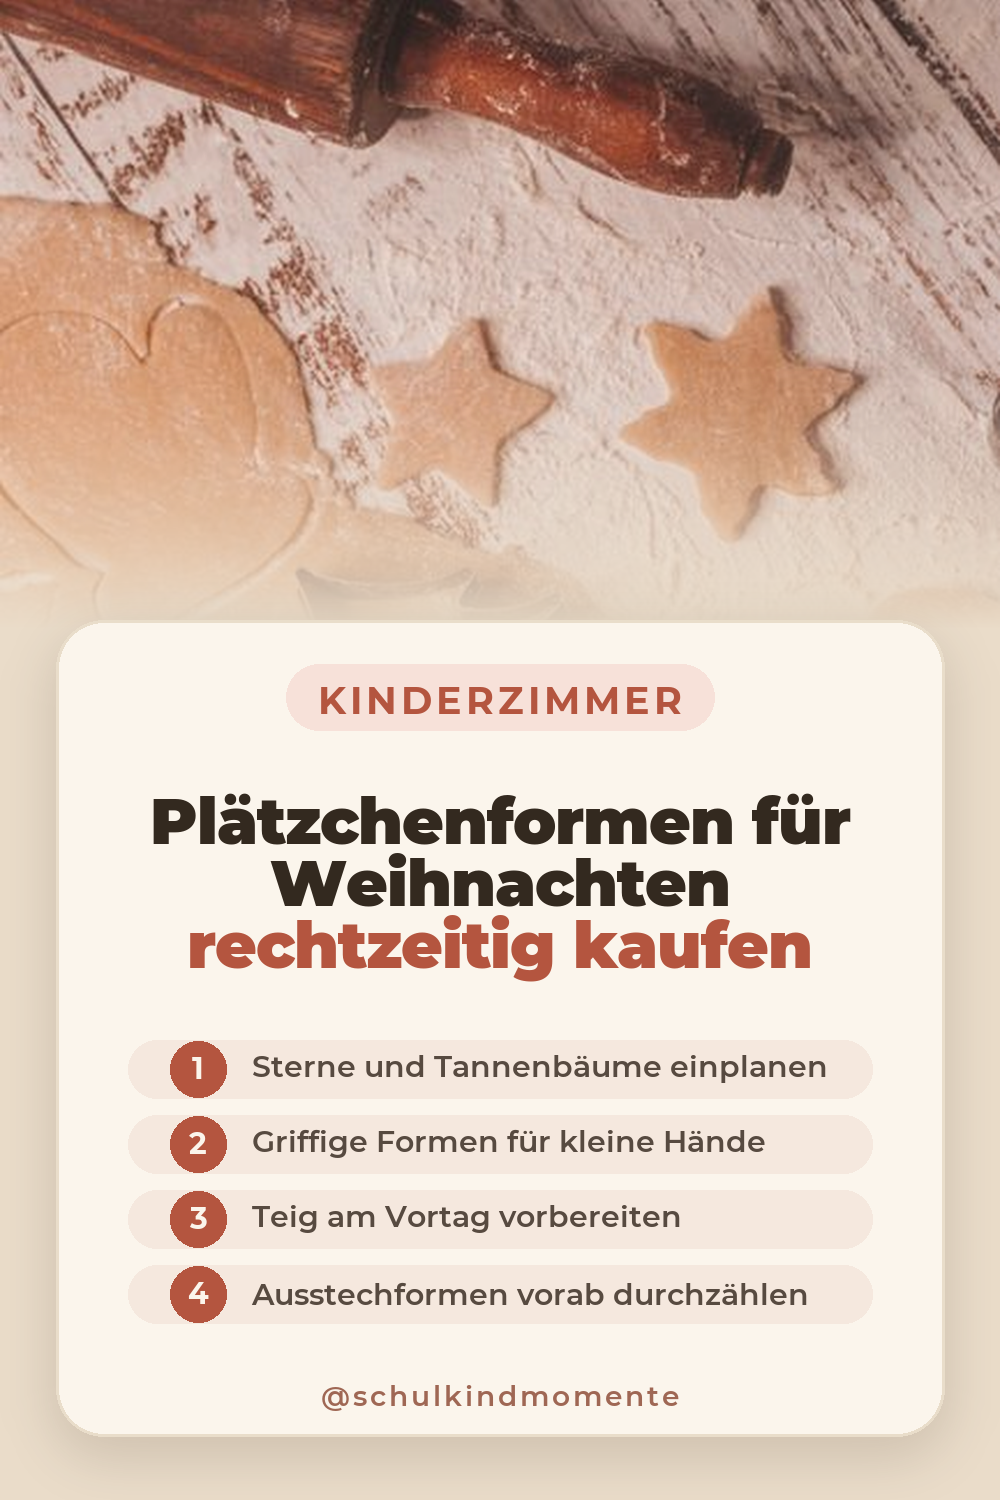 KINDERZIMMER
Plätzchenformen für
Weihnachten
rechtzeitig kaufen
1 Sterne und Tannenbäume einplanen
2 Griffige Formen für kleine Hände
3 Teig am Vortag vorbereiten
4 Ausstechformen vorab durchzählen
@schulkindmomente